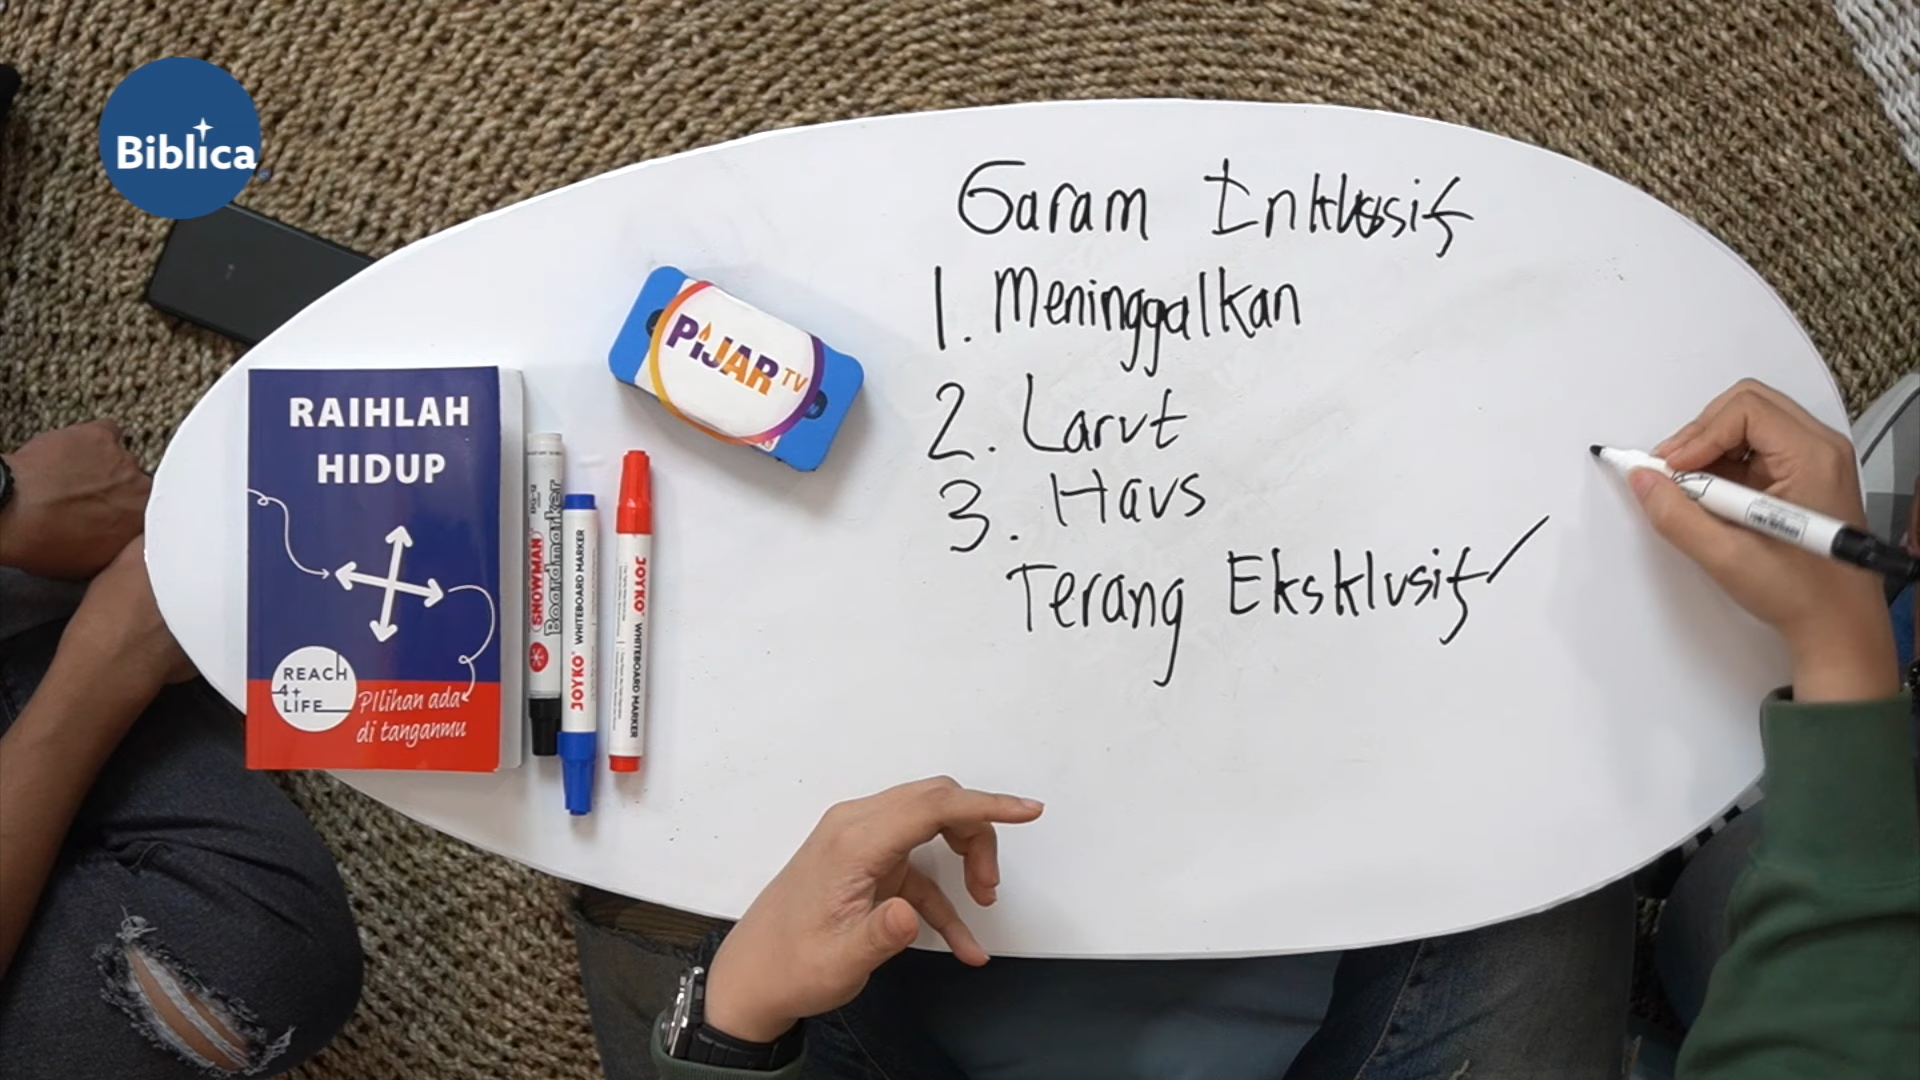 Biblica
Garam Inklusif
1. Meninggalkan
2. Larut
3. Haus
Terang Eksklusif
PIJAR TV
RAIHLAH
HIDUP
REACH
4+
LIFE
PIlihan ada
di tanganmu
SNOWMAN
Boardmarker
JOYKO WHITEBOARD MARKER
JOYKO WHITEBOARD MARKER